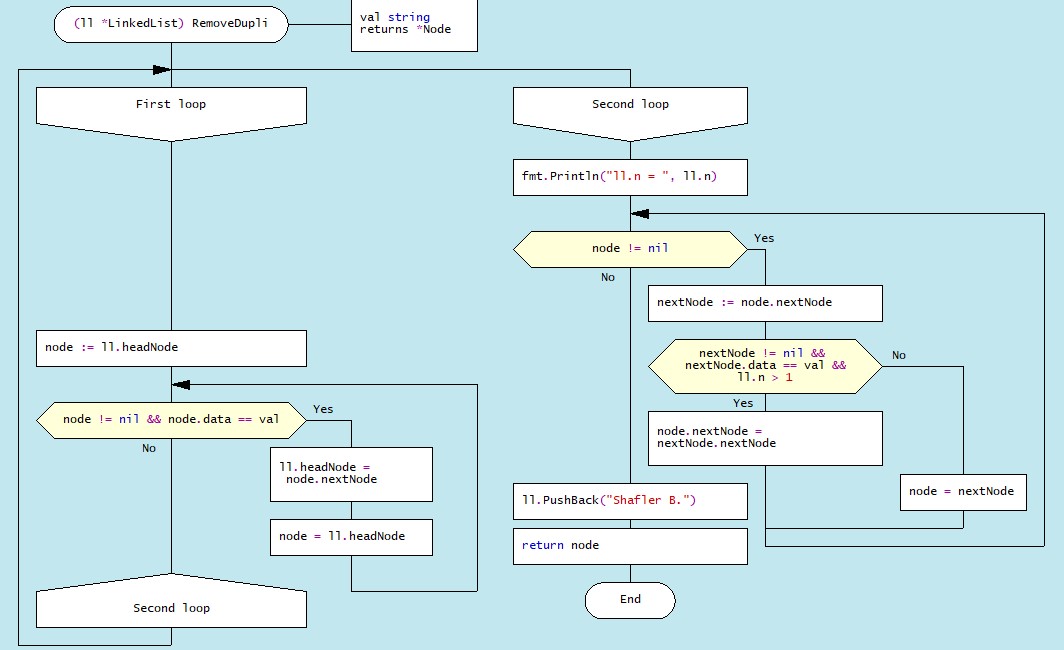 (ll *LinkedList) RemoveDupli
val string
returns *Node
First loop
node := ll.headNode
node != nil && node.data == val
Yes
No
ll.headNode =
node.nextNode
node = ll.headNode
Second loop
Second loop
fmt.Println("ll.n = ", ll.n)
node != nil
Yes
No
nextNode := node.nextNode
nextNode != nil &&
nextNode.data == val &&
ll.n > 1
No
Yes
node.nextNode =
nextNode.nextNode
node = nextNode
ll.PushBack("Shafler B.")
return node
End